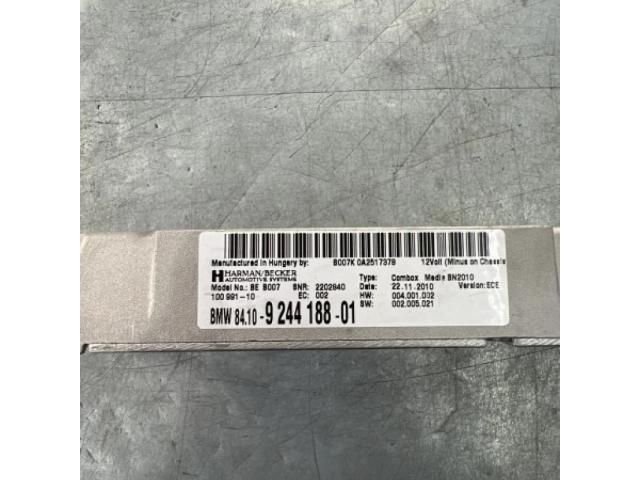 Manufactured in Hungary by: B007K 0A2517379 12Volt (Minus on Chassis
HARMAN/BECKER
AUTOMOTIVE SYSTEMS
Type: Combox Media BN2010
Model No.: BE 8007 SNR: 2202840 Date: 22.11.2010 Version: ECE
100 991-10 EC: 002 HW: 004.001.002
SW: 002.005.021
BMW 84.10-9 244 188-01